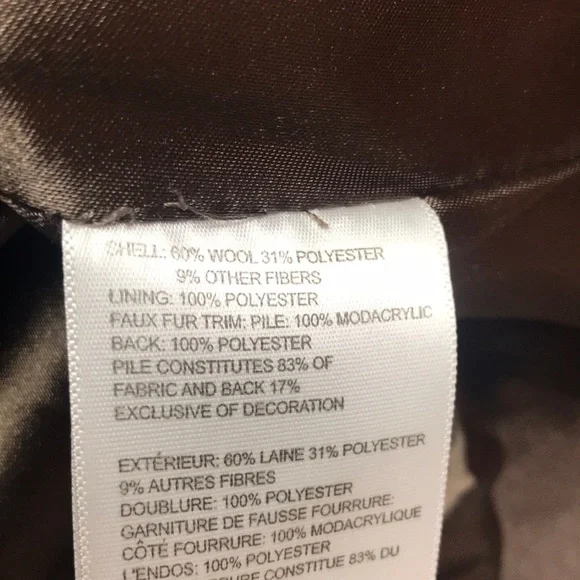 SHELL: 60% WOOL 31% POLYESTER
9% OTHER FIBERS
LINING: 100% POLYESTER
FAUX FUR TRIM: PILE: 100% MODACRYLIC
BACK: 100% POLYESTER
PILE CONSTITUTES 83% OF
FABRIC AND BACK 17%
EXCLUSIVE OF DECORATION
EXTÉRIEUR: 60% LAINE 31% POLYESTER
9% AUTRES FIBRES
DOUBLURE: 100% POLYESTER
GARNITURE DE FAUSSE FOURRURE:
CÔTÉ FOURRURE: 100% MODACRYLIQUE
L'ENDOS: 100% POLYESTER
CONSTITUE 83% DU